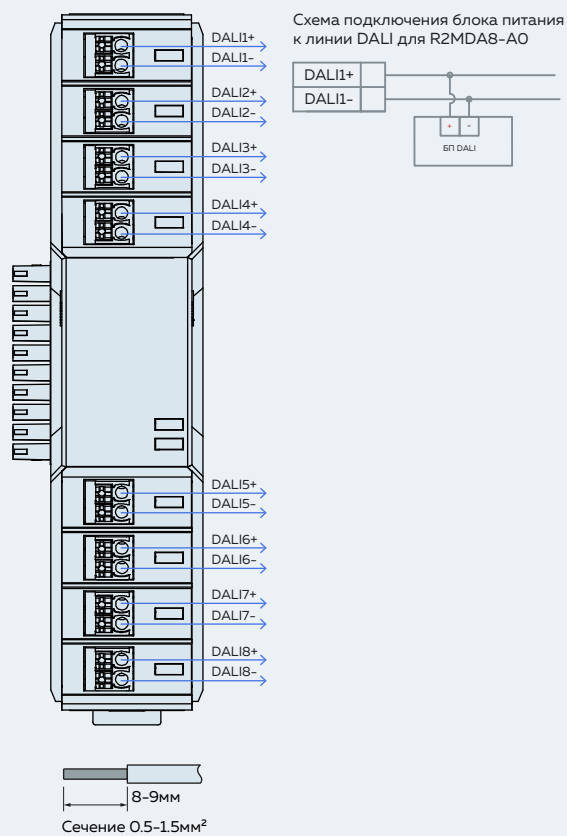 DALI1+
DALI1-
DALI2+
DALI2-
DALI3+
DALI3-
DALI4+
DALI4-
DALI5+
DALI5-
DALI6+
DALI6-
DALI7+
DALI7-
DALI8+
DALI8-
8-9мм
Сечение 0.5-1.5мм²
Схема подключения блока питания
к линии DALI для R2MDA8-A0
DALI1+
DALI1-
+ -
БП DALI